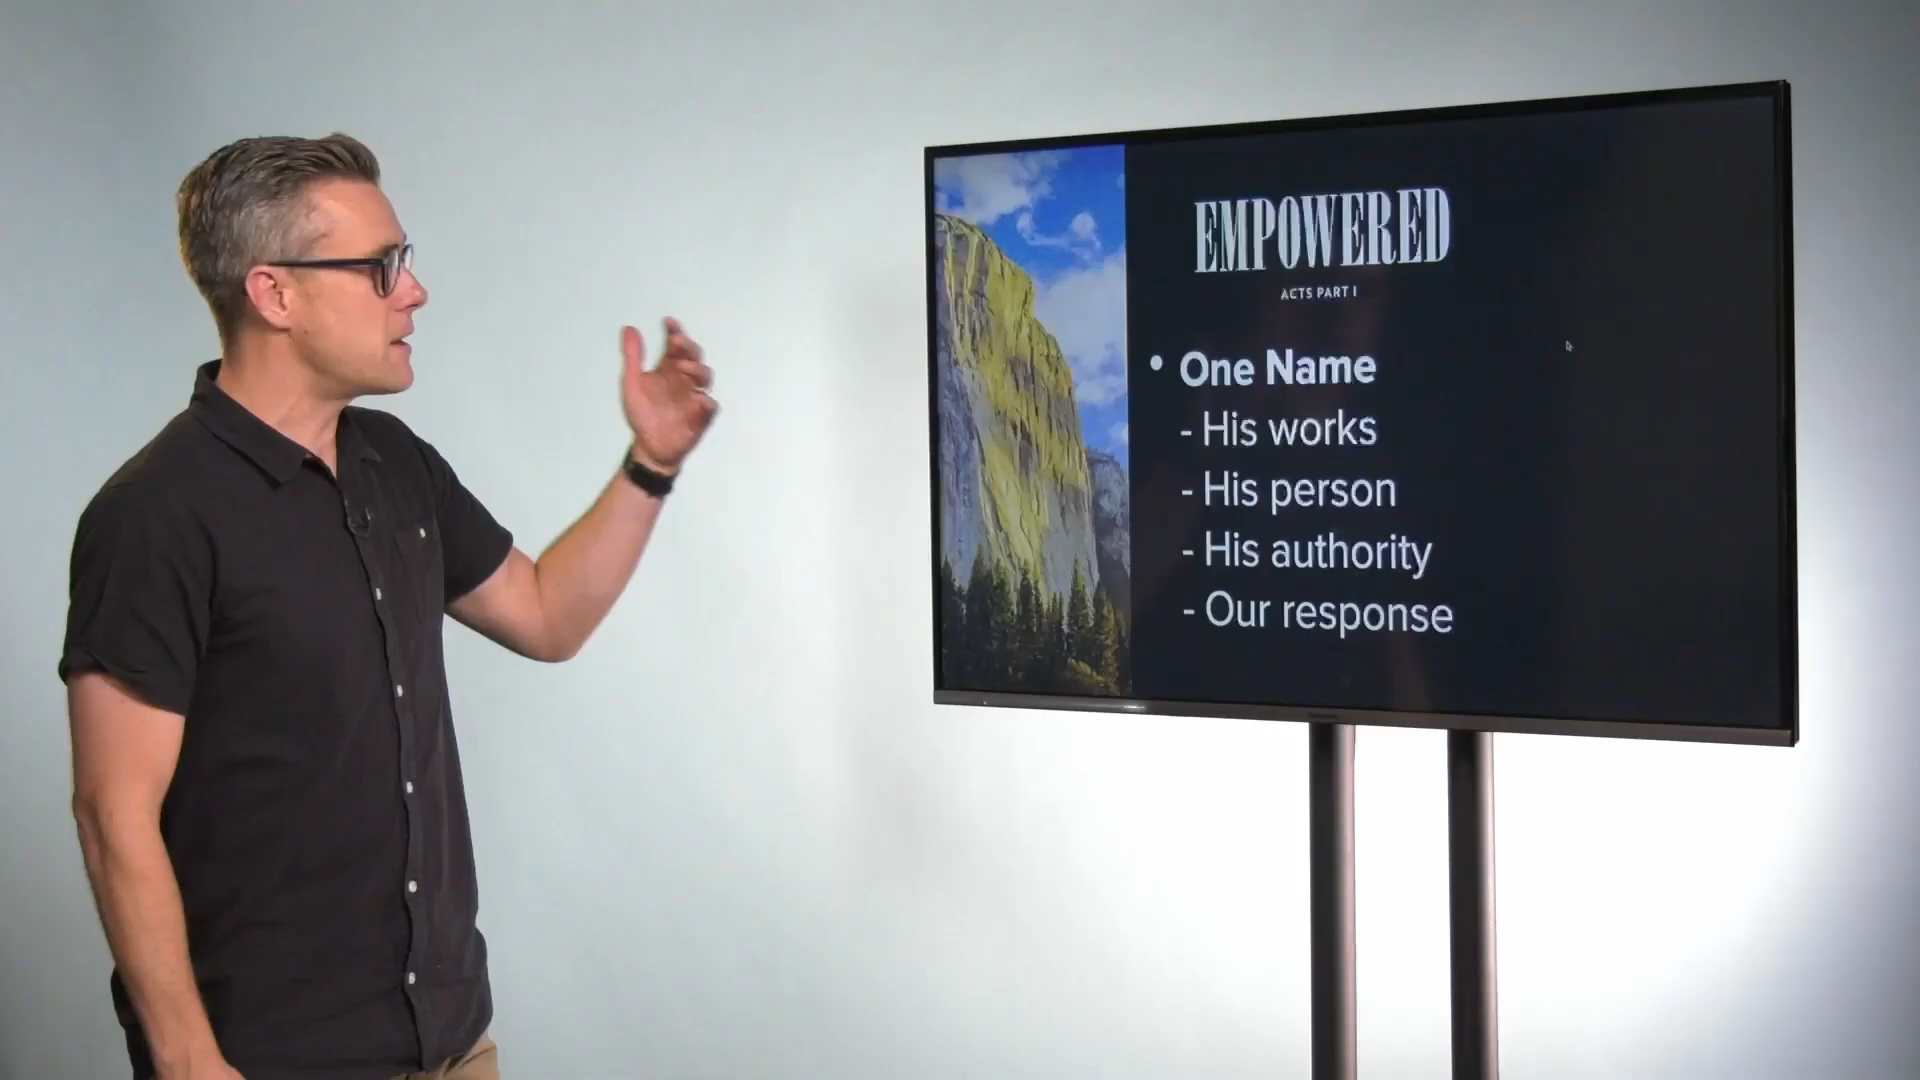 EMPOWERED
ACTS PART I
• One Name
- His works
- His person
- His authority
- Our response